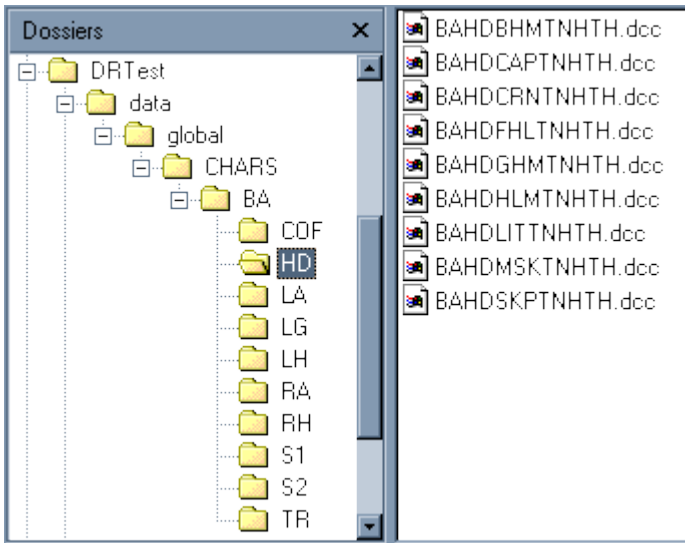 Dossiers
DRTest
data
global
CHARS
BA
COF
HD
LA
LG
LH
RA
RH
S1
S2
TR
BAHDBHMTNHTH.dcc
BAHDCAPTNHTH.dcc
BAHDCRNTNHTH.dcc
BAHDFHLTNHTH.dcc
BAHDGHMTNHTH.dcc
BAHDHLMTNHTH.dcc
BAHDLITTNHTH.dcc
BAHDMSKTNHTH.dcc
BAHDSKPTNHTH.dcc